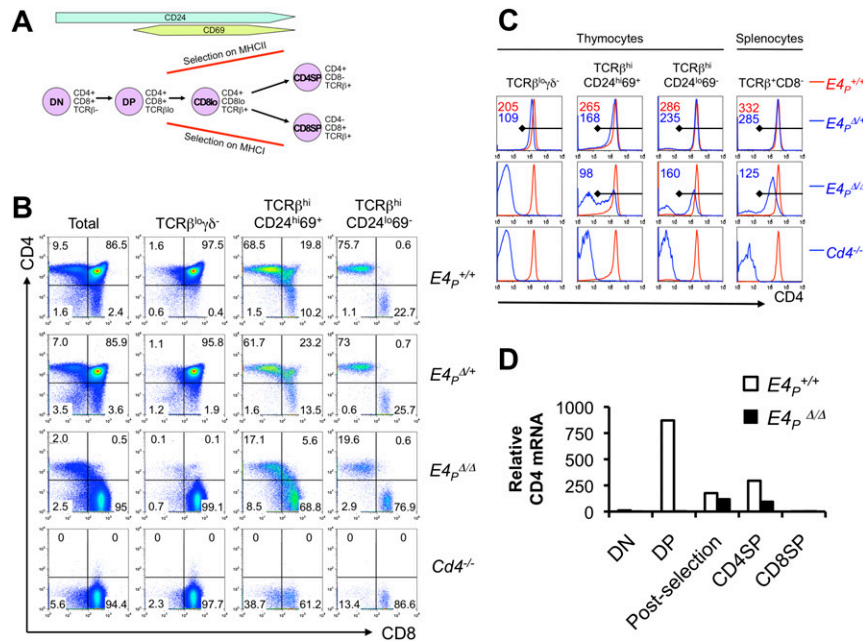 A
CD24
CD69
Selection on MHCII
DN
CD4+
CD8+
TCRβ-
DP
CD4+
CD8+
TCRβlo
CD8lo
CD4+
CD8lo
TCRβ+
CD4SP
CD4+
CD8-
TCRβ+
CD8SP
CD4-
CD8+
TCRβ+
Selection on MHCI
B
CD4
Total
TCRβloγδ-
TCRβhi
CD24hi69+
TCRβhi
CD24lo69-
9.5 86.5 1.6 97.5 68.5 19.8 75.7 0.6
E4P+/+
1.6 2.4 0.6 0.4 1.5 10.2 1.1 22.7
7.0 85.9 1.1 95.8 61.7 23.2 73 0.7
E4PΔ/+
3.5 3.6 1.2 1.9 1.6 13.5 0.6 25.7
2.0 0.5 0.1 0.1 17.1 5.6 19.6 0.6
E4PΔ/Δ
2.5 95 0.7 99.1 8.5 68.8 2.9 76.9
0 0 0 0 0 0 0 0
Cd4-/-
5.6 94.4 2.3 97.7 38.7 61.2 13.4 86.6
CD8
C
Thymocytes
Splenocytes
TCRβloγδ-
TCRβhi
CD24hi69+
TCRβhi
CD24lo69-
TCRβ+CD8-
E4P+/+
205 265 286 332
109 168 235 285
E4PΔ/+
98 160 125
E4PΔ/Δ
Cd4-/-
CD4
D
E4P+/+
E4PΔ/Δ
Relative
CD4 mRNA
1000
750
500
250
0
DN
DP
Post-selection
CD4SP
CD8SP